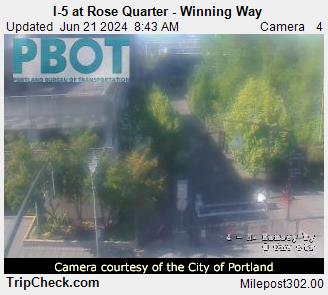 I-5 at Rose Quarter - Winning Way
Updated Jun 21 2024 8:43 AM Camera 4
PBOT
PORTLAND BUREAU OF TRANSPORTATION
Camera courtesy of the City of Portland
TripCheck.com Milepost302.00